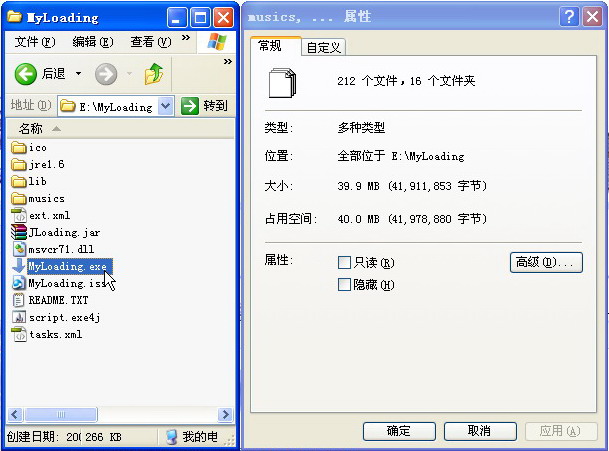 MyLoading
文件(F) 编辑(E) 查看(V) »
后退 »
地址(D) E:\MyLoading 转到
名称
ico
jre1.6
lib
musics
ext.xml
JLoading.jar
msvcr71.dll
MyLoading.exe
MyLoading.iss
README.TXT
script.exe4j
tasks.xml
创建日期: 200 266 KB 我的电
musics, ... 属性
常规 自定义
212 个文件，16 个文件夹
类型: 多种类型
位置: 全部位于 E:\MyLoading
大小: 39.9 MB (41,911,853 字节)
占用空间: 40.0 MB (41,978,880 字节)
属性: 只读(R) 高级(D)...
隐藏(H)
确定 取消 应用(A)